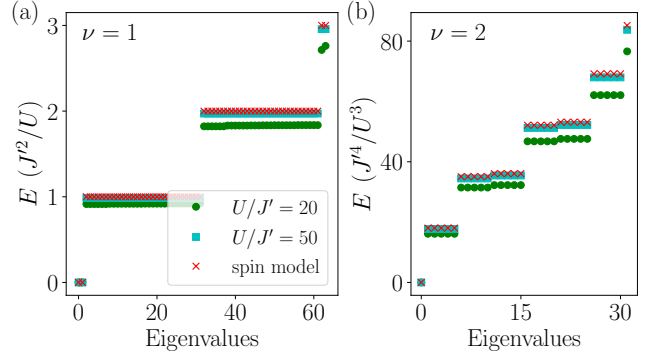 (a)
ν = 1
3
2
1
0
E (J′²/U)
0 20 40 60
Eigenvalues
U/J′ = 20
U/J′ = 50
spin model
(b)
ν = 2
80
40
0
E (J′⁴/U³)
0 15 30
Eigenvalues